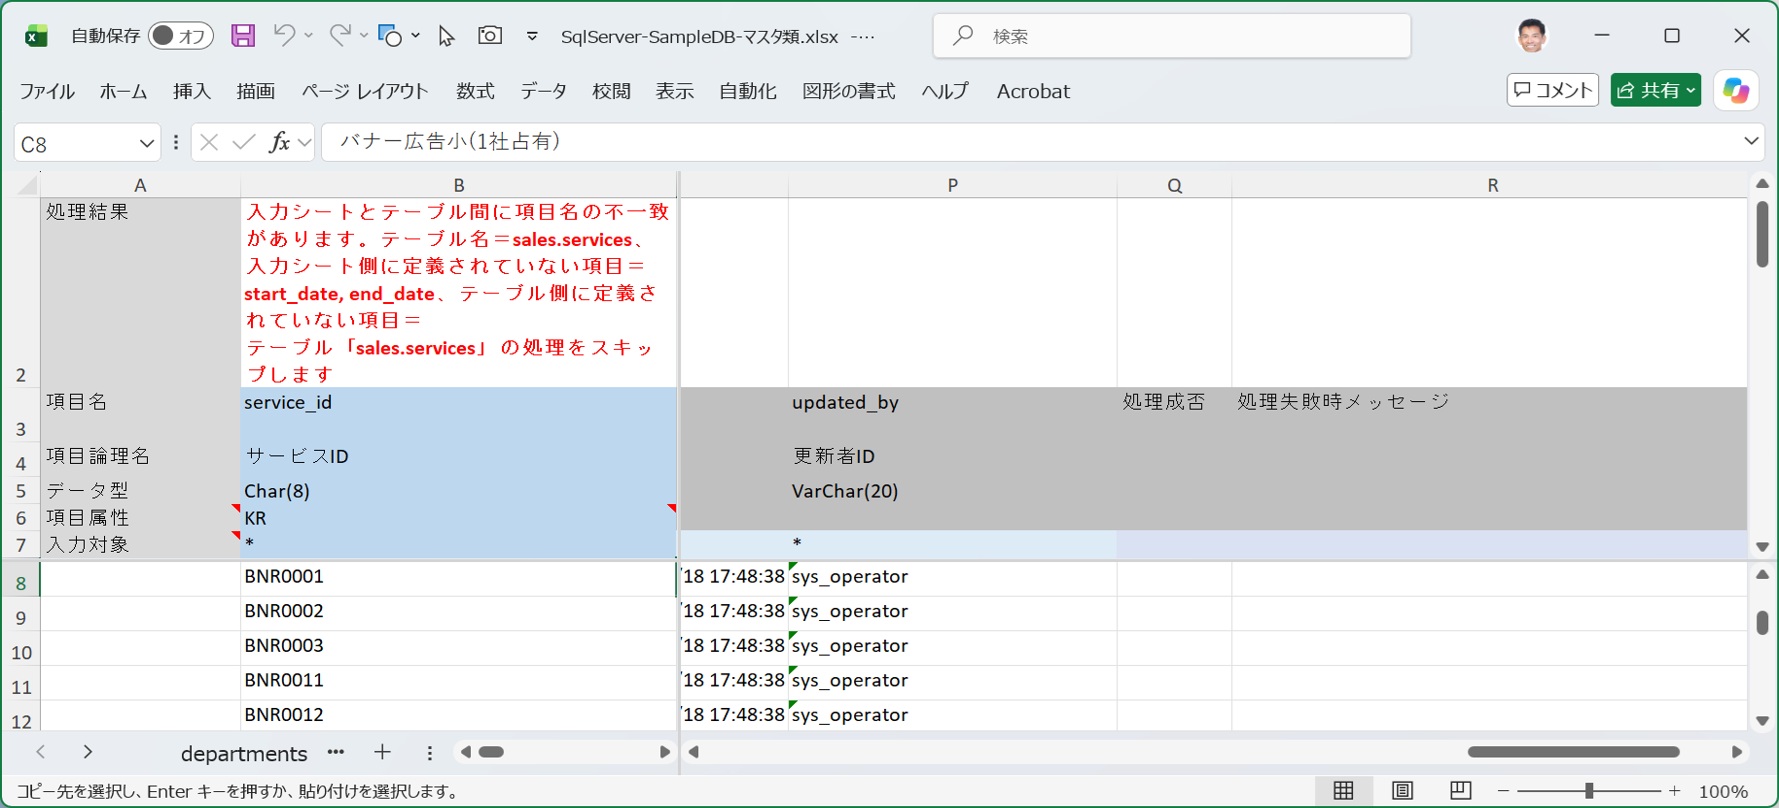 自動保存 オフ SqlServer-SampleDB-マスタ類.xlsx -… 検索
ファイル ホーム 挿入 描画 ページ レイアウト 数式 データ 校閲 表示 自動化 図形の書式 ヘルプ Acrobat コメント 共有
C8 fx バナー広告小(1社占有)
A B P Q R
2 処理結果 入力シートとテーブル間に項目名の不一致
があります。テーブル名＝sales.services、
入力シート側に定義されていない項目＝
start_date, end_date、テーブル側に定義さ
れていない項目＝
テーブル「sales.services」の処理をスキッ
プします
3 項目名 service_id updated_by 処理成否 処理失敗時メッセージ
4 項目論理名 サービスID 更新者ID
5 データ型 Char(8) VarChar(20)
6 項目属性 KR
7 入力対象 * *
8 BNR0001 /18 17:48:38 sys_operator
9 BNR0002 /18 17:48:38 sys_operator
10 BNR0003 /18 17:48:38 sys_operator
11 BNR0011 /18 17:48:38 sys_operator
12 BNR0012 /18 17:48:38 sys_operator
departments …
コピー先を選択し、Enter キーを押すか、貼り付けを選択します。 100%